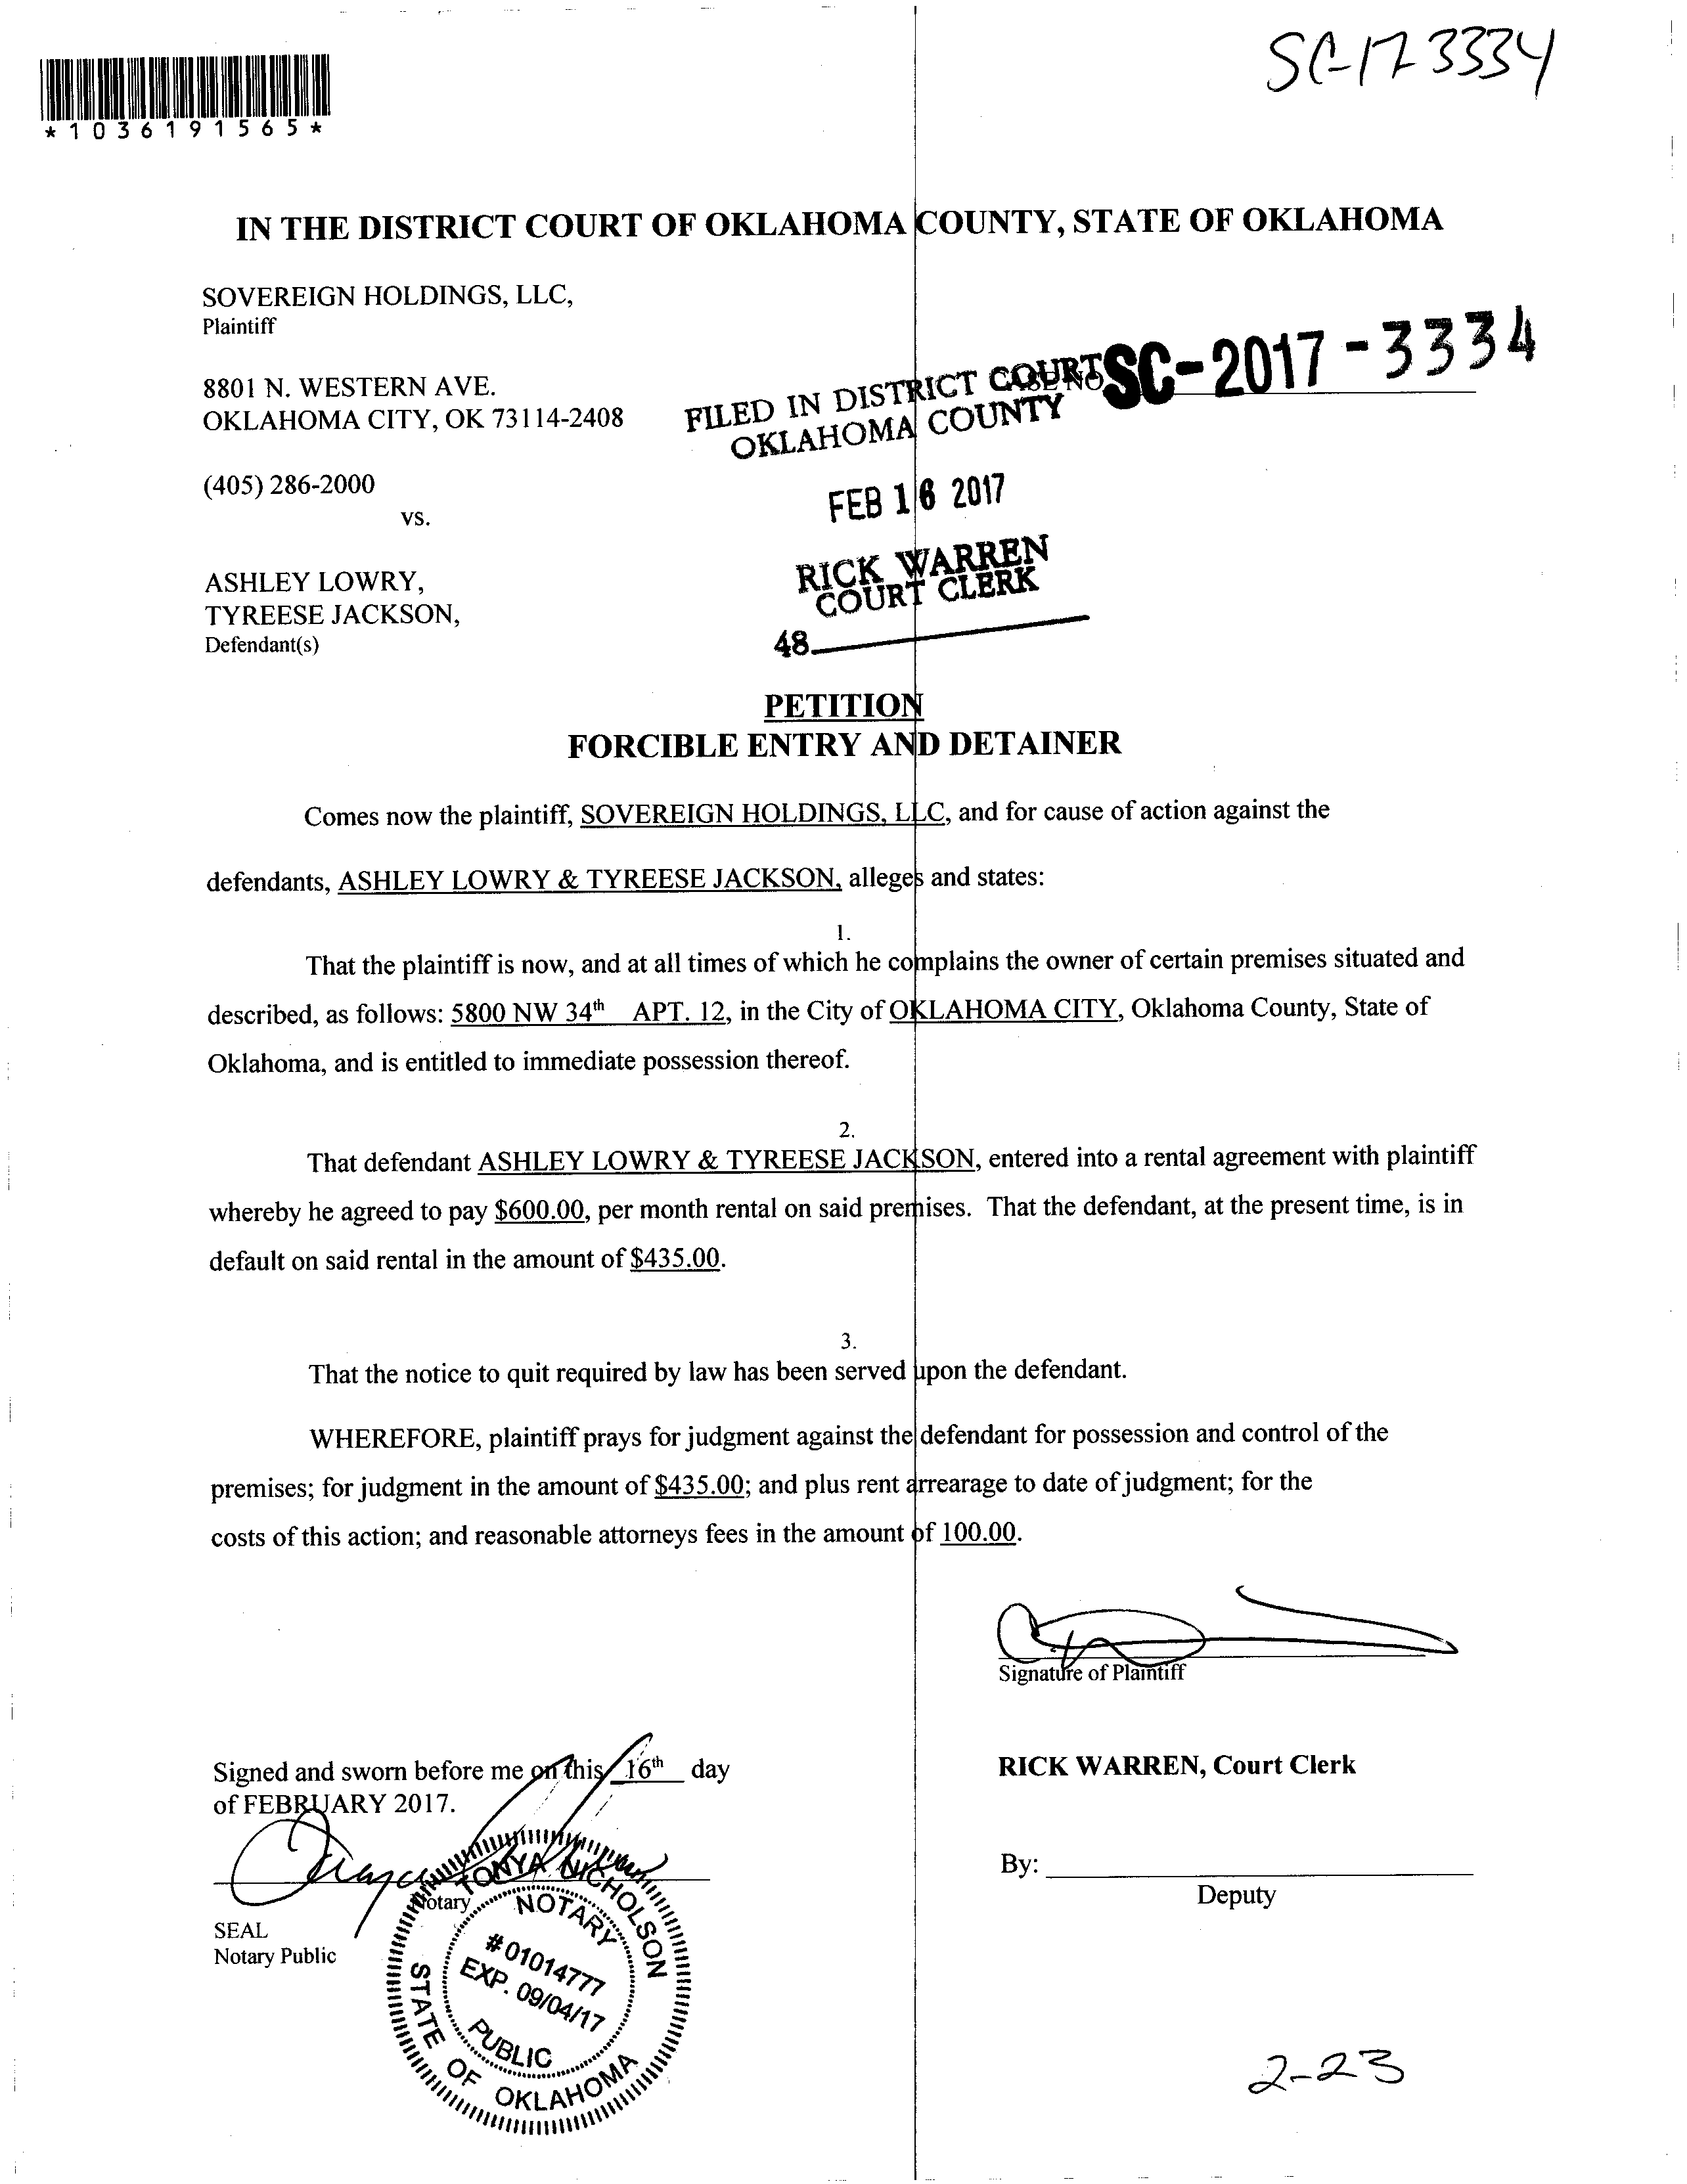 SC-17-3334
*1036191565*
IN THE DISTRICT COURT OF OKLAHOMA COUNTY, STATE OF OKLAHOMA
SOVEREIGN HOLDINGS, LLC,
Plaintiff
8801 N. WESTERN AVE.
OKLAHOMA CITY, OK 73114-2408
CASE NO SC-2017-3334
FILED IN DISTRICT COURT
OKLAHOMA COUNTY
(405) 286-2000
vs.
FEB 16 2017
RICK WARREN
COURT CLERK
48
ASHLEY LOWRY,
TYREESE JACKSON,
Defendant(s)
PETITION
FORCIBLE ENTRY AND DETAINER
Comes now the plaintiff, SOVEREIGN HOLDINGS, LLC, and for cause of action against the
defendants, ASHLEY LOWRY & TYREESE JACKSON, alleges and states:
1.
That the plaintiff is now, and at all times of which he complains the owner of certain premises situated and
described, as follows: 5800 NW 34th APT. 12, in the City of OKLAHOMA CITY, Oklahoma County, State of
Oklahoma, and is entitled to immediate possession thereof.
2.
That defendant ASHLEY LOWRY & TYREESE JACKSON, entered into a rental agreement with plaintiff
whereby he agreed to pay $600.00, per month rental on said premises. That the defendant, at the present time, is in
default on said rental in the amount of $435.00.
3.
That the notice to quit required by law has been served upon the defendant.
WHEREFORE, plaintiff prays for judgment against the defendant for possession and control of the
premises; for judgment in the amount of $435.00; and plus rent arrearage to date of judgment; for the
costs of this action; and reasonable attorneys fees in the amount of 100.00.
Signature of Plaintiff
Signed and sworn before me on this 16th day
of FEBRUARY 2017.
RICK WARREN, Court Clerk
Notary
By:
Deputy
SEAL
Notary Public
TONYA NICHOLSON
NOTARY
#01014777
EXP. 09/04/17
PUBLIC
STATE OF OKLAHOMA
2-23